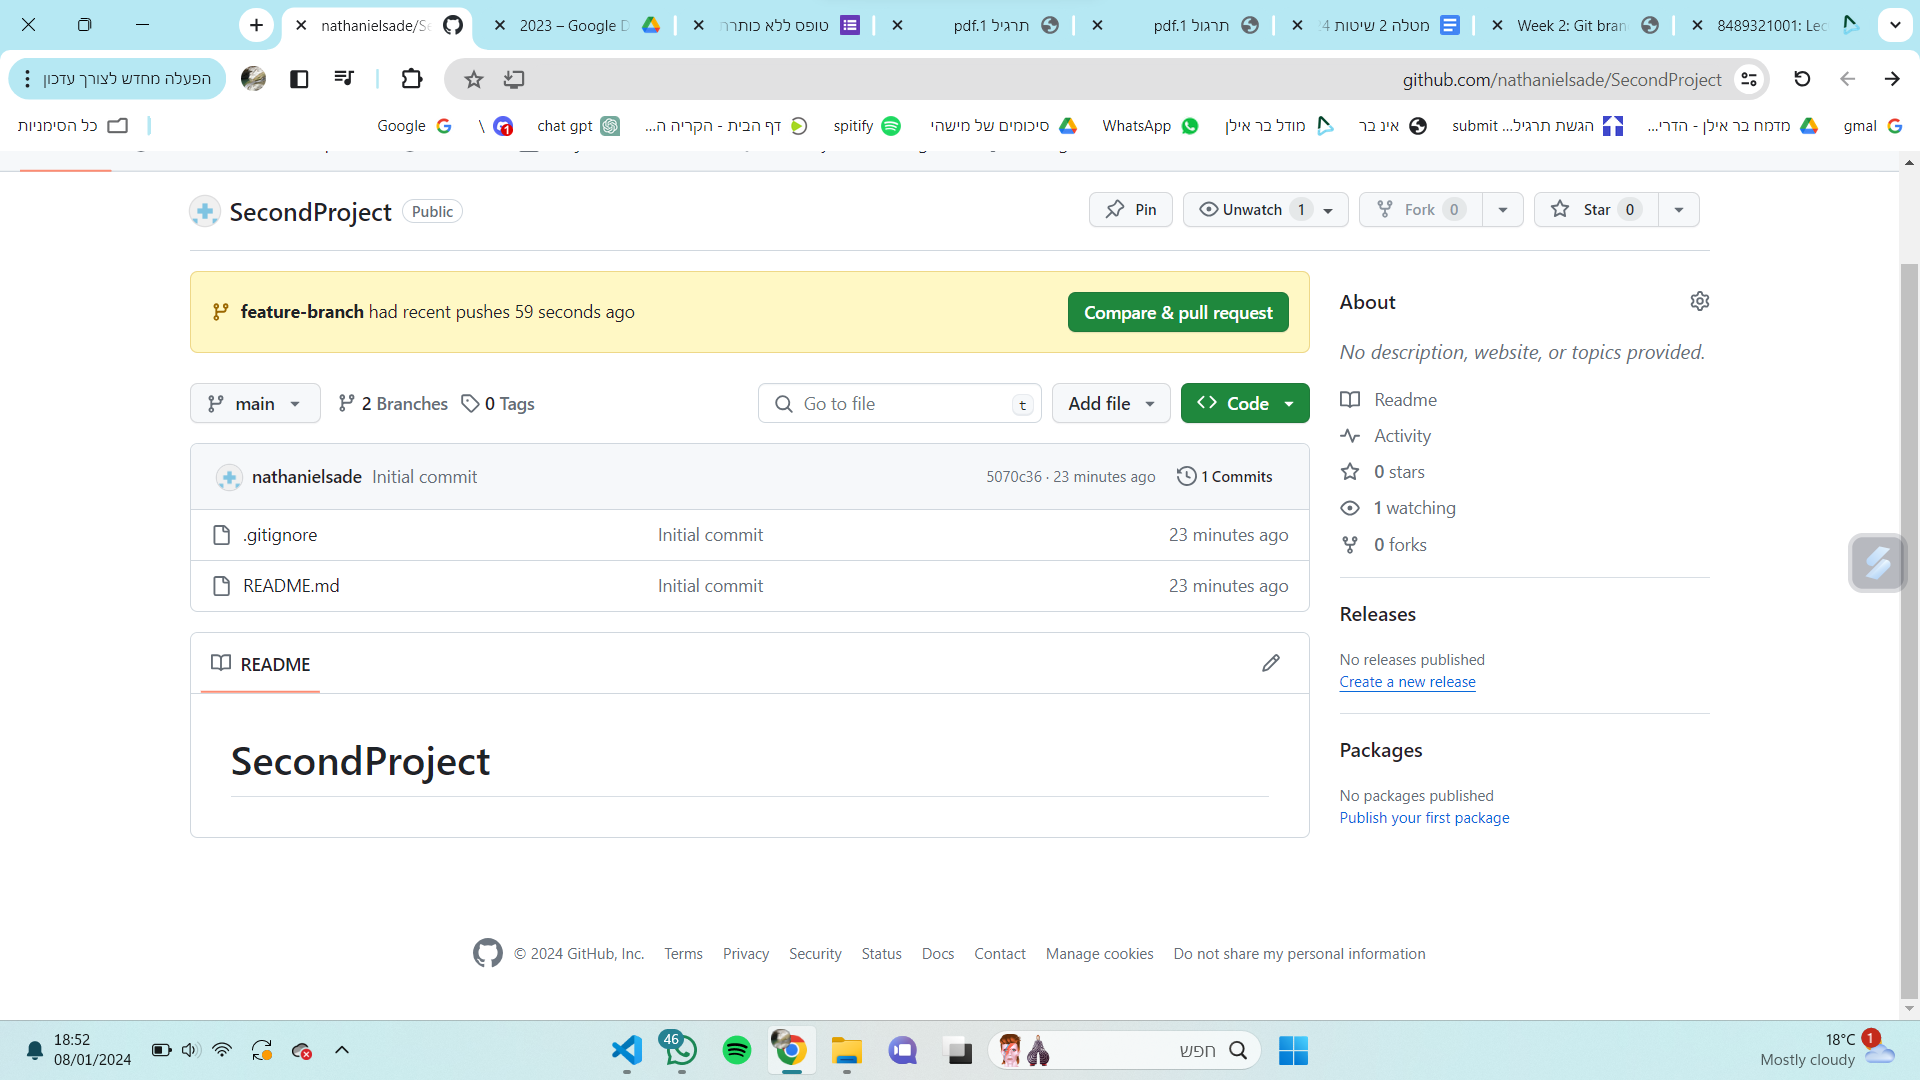 nathanielsade/Se
2023 – Google D
טופס ללא כותרת
תרגיל 1.pdf
תרגול 1.pdf
מטלה 2 שיטות 24
Week 2: Git bran
8489321001: Lec
הפעלה מחדש לצורך עדכון
github.com/nathanielsade/SecondProject
כל הסימניות
Google
\
1
chat gpt
דף הבית - הקריה ה...
spitify
סיכומים של מישהי
WhatsApp
מודל בר אילן
אינ בר
submit הגשת תרגיל...
מדמח בר אילן - הדרי...
gmal
SecondProject
Public
Pin
Unwatch 1
Fork 0
Star 0
feature-branch had recent pushes 59 seconds ago
Compare & pull request
main
2 Branches
0 Tags
Go to file
t
Add file
Code
nathanielsade Initial commit
5070c36 · 23 minutes ago
1 Commits
.gitignore
Initial commit
23 minutes ago
README.md
Initial commit
23 minutes ago
README
SecondProject
About
No description, website, or topics provided.
Readme
Activity
0 stars
1 watching
0 forks
Releases
No releases published
Create a new release
Packages
No packages published
Publish your first package
© 2024 GitHub, Inc.
Terms
Privacy
Security
Status
Docs
Contact
Manage cookies
Do not share my personal information
18:52
08/01/2024
46
חפש
18°C
Mostly cloudy
1